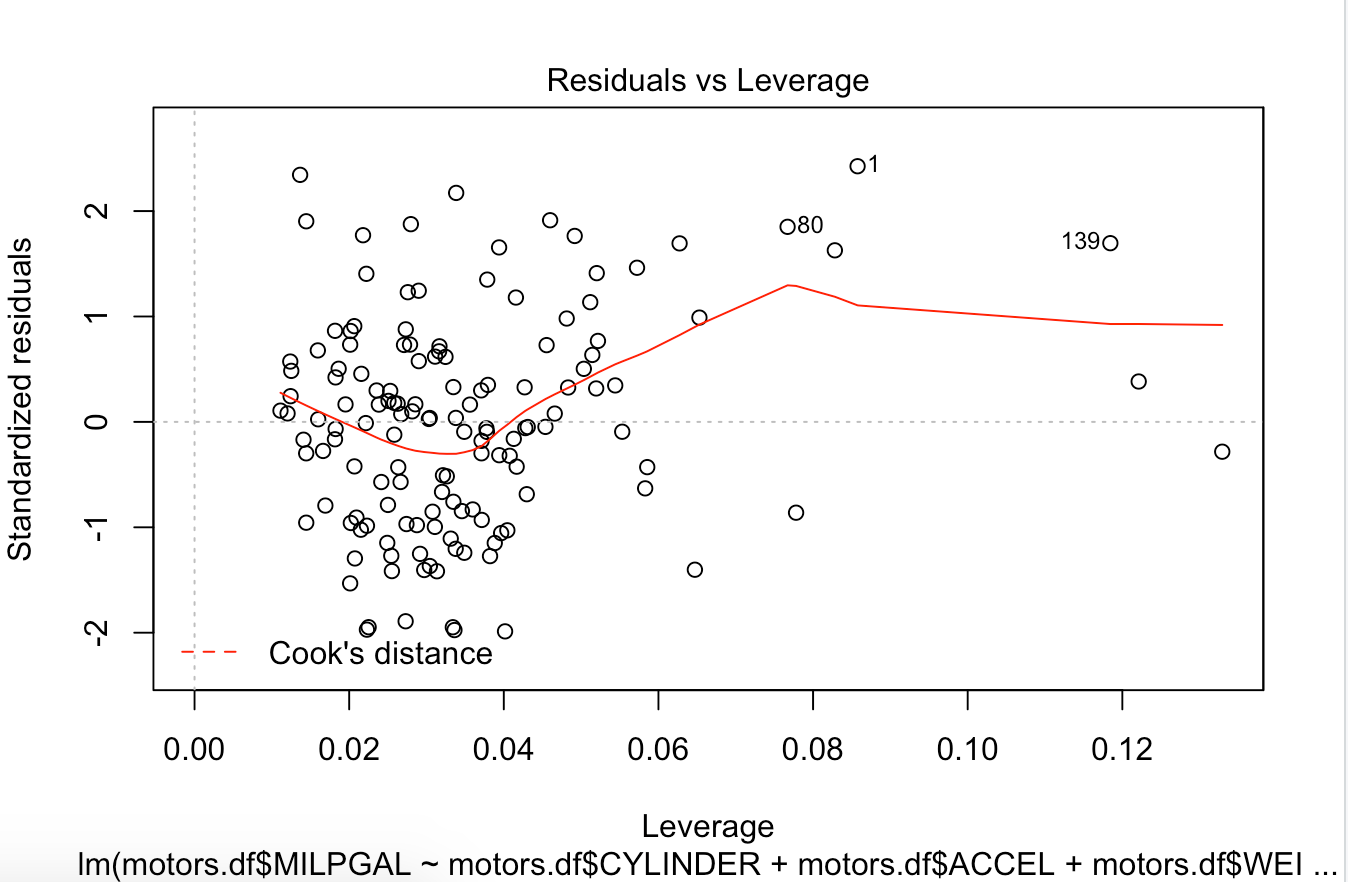 Residuals vs Leverage
Standardized residuals
2
1
0
-1
-2
1
80
139
Cook's distance
0.00 0.02 0.04 0.06 0.08 0.10 0.12
Leverage
lm(motors.df$MILPGAL ~ motors.df$CYLINDER + motors.df$ACCEL + motors.df$WEI ...